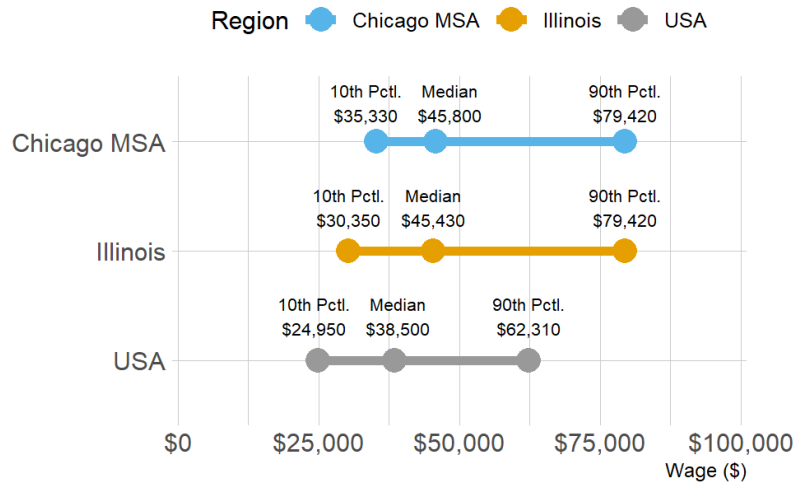 Region Chicago MSA Illinois USA
10th Pctl. Median 90th Pctl.
$35,330 $45,800 $79,420
Chicago MSA
10th Pctl. Median 90th Pctl.
$30,350 $45,430 $79,420
Illinois
10th Pctl. Median 90th Pctl.
$24,950 $38,500 $62,310
USA
$0 $25,000 $50,000 $75,000 $100,000
Wage ($)